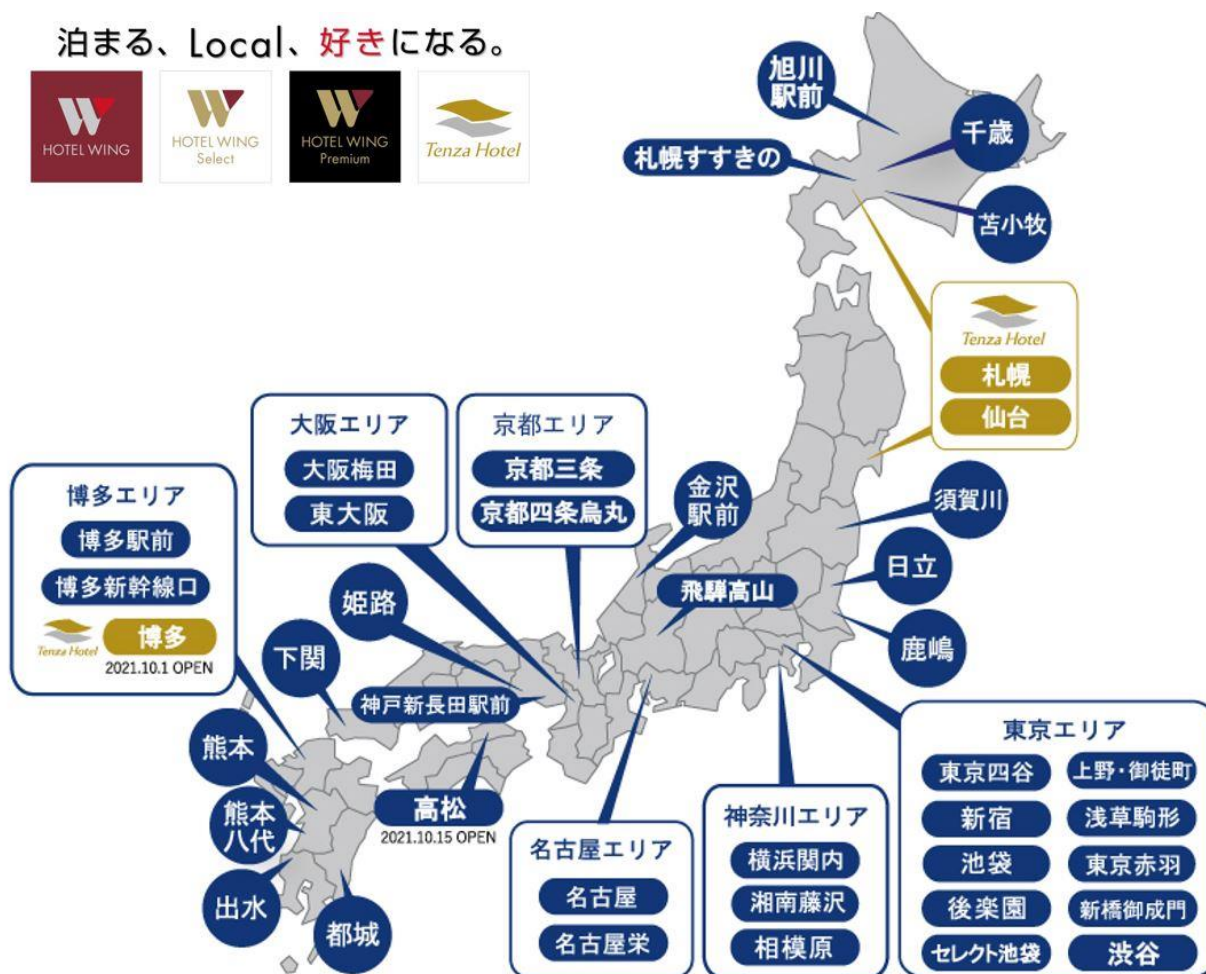 泊まる、Local、好きになる。
HOTEL WING
HOTEL WING
Select
HOTEL WING
Premium
Tenza Hotel
旭川
駅前
千歳
札幌すすきの
苫小牧
Tenza Hotel
札幌
仙台
大阪エリア
大阪梅田
東大阪
京都エリア
京都三条
京都四条烏丸
金沢
駅前
須賀川
博多エリア
博多駅前
博多新幹線口
Tenza Hotel
博多
2021.10.1 OPEN
日立
飛騨高山
姫路
鹿嶋
下関
神戸新長田駅前
熊本
高松
2021.10.15 OPEN
熊本
八代
出水
都城
名古屋エリア
名古屋
名古屋栄
神奈川エリア
横浜関内
湘南藤沢
相模原
東京エリア
東京四谷
上野・御徒町
新宿
浅草駒形
池袋
東京赤羽
後楽園
新橋御成門
セレクト池袋
渋谷